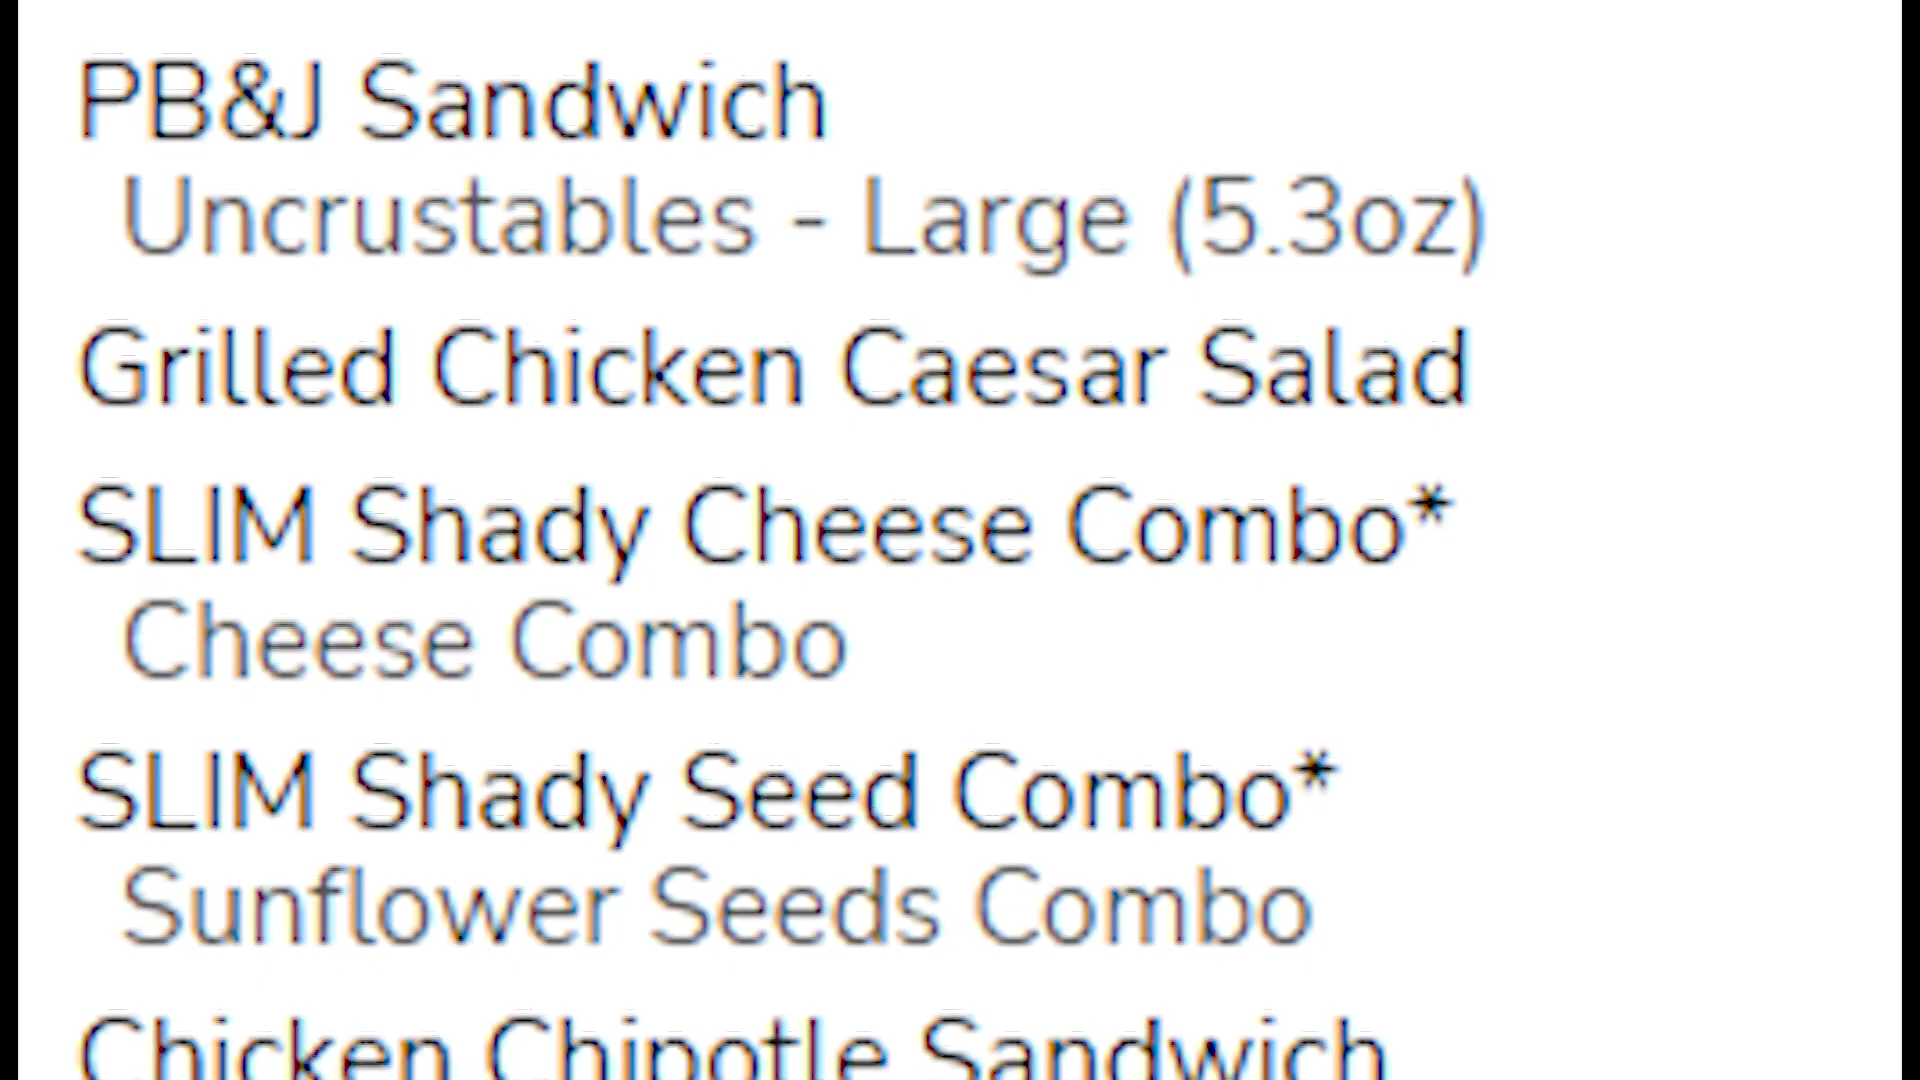 PB&J Sandwich
Uncrustables - Large (5.3oz)
Grilled Chicken Caesar Salad
SLIM Shady Cheese Combo*
Cheese Combo
SLIM Shady Seed Combo*
Sunflower Seeds Combo
Chicken Chipotle Sandwich